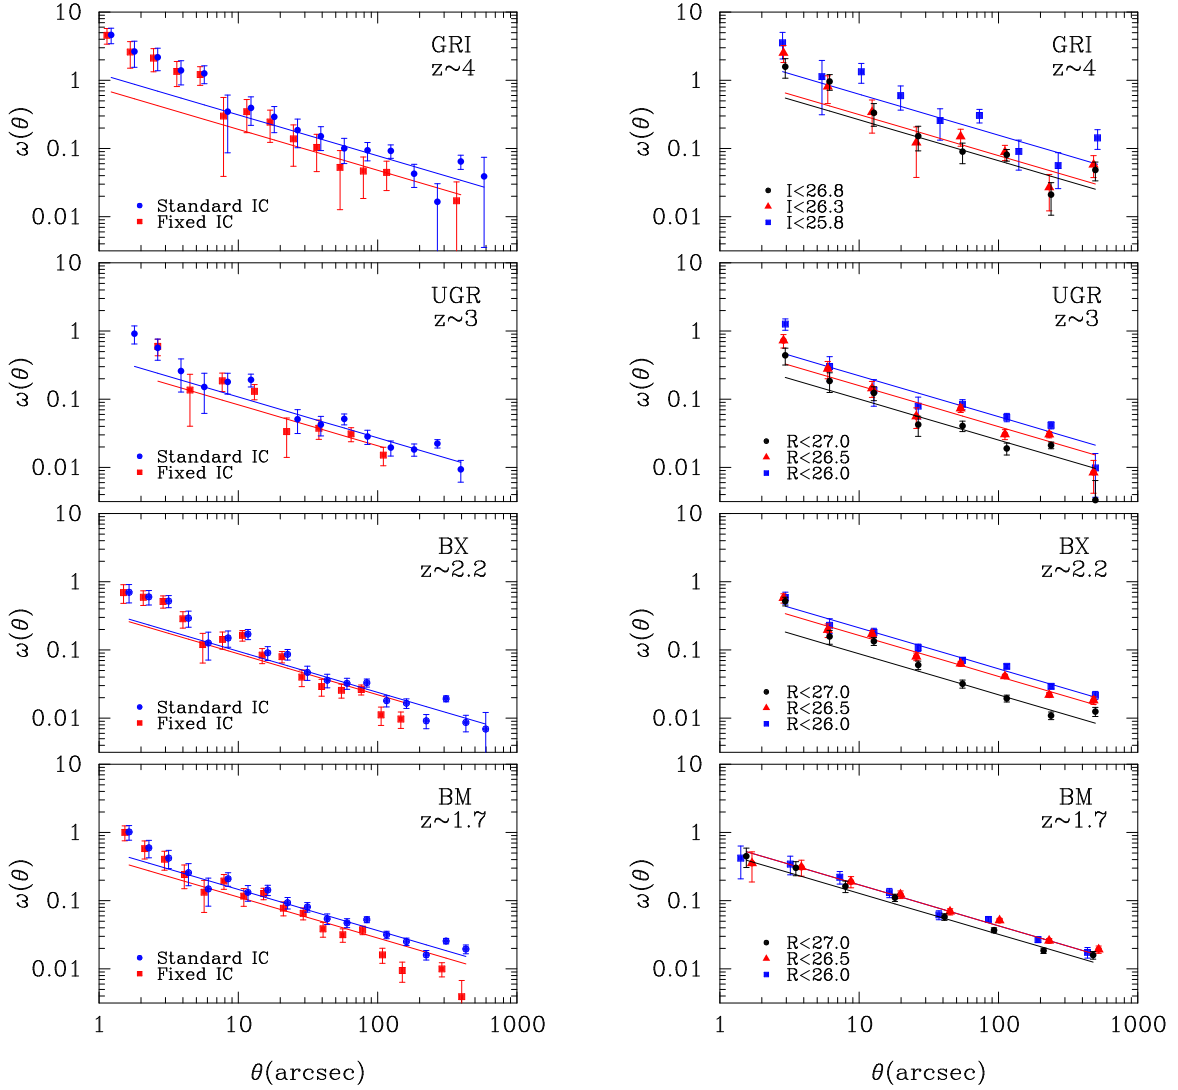 10
1
0.1
0.01
ω(θ)
GRI
z~4
Standard IC
Fixed IC
10
1
0.1
0.01
ω(θ)
GRI
z~4
I<26.8
I<26.3
I<25.8
10
1
0.1
0.01
ω(θ)
UGR
z~3
Standard IC
Fixed IC
10
1
0.1
0.01
ω(θ)
UGR
z~3
R<27.0
R<26.5
R<26.0
10
1
0.1
0.01
ω(θ)
BX
z~2.2
Standard IC
Fixed IC
10
1
0.1
0.01
ω(θ)
BX
z~2.2
R<27.0
R<26.5
R<26.0
10
1
0.1
0.01
ω(θ)
BM
z~1.7
Standard IC
Fixed IC
1 10 100 1000
θ(arcsec)
10
1
0.1
0.01
ω(θ)
BM
z~1.7
R<27.0
R<26.5
R<26.0
1 10 100 1000
θ(arcsec)